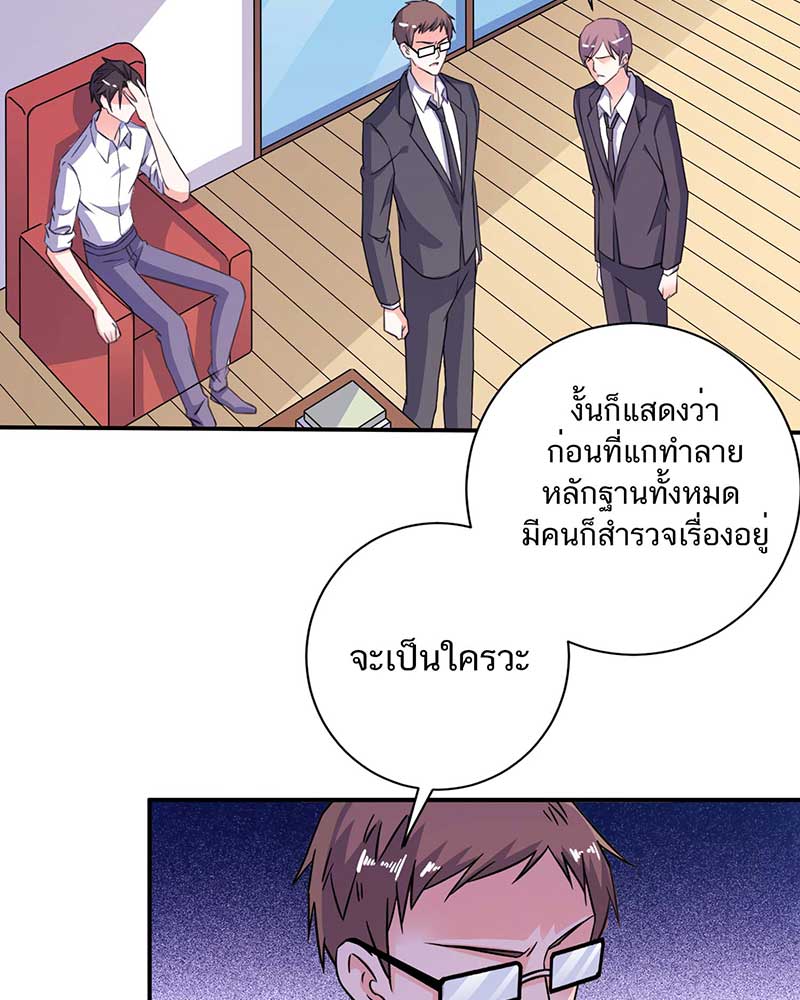 งั้นก็แสดงว่า
ก่อนที่แกทำลาย
หลักฐานทั้งหมด
มีคนก็สำรวจเรื่องอยู่
จะเป็นใครวะ